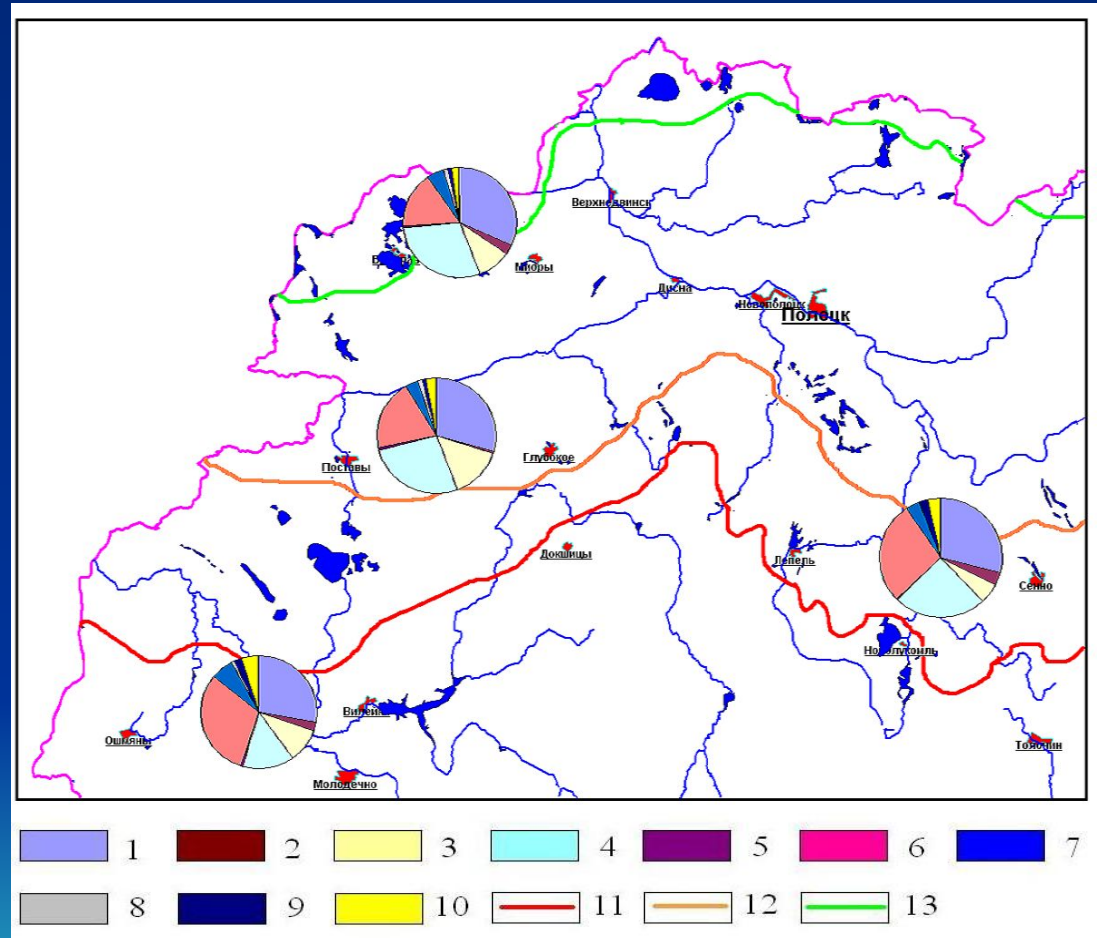 Верхнедвинск
Миоры
Дисна
Новополоцк
Полоцк
Поставы
Глубокое
Докшицы
Лепель
Сенно
Новолукомль
Вилейка
Ошмяны
Толочин
Молодечно
1 2 3 4 5 6 7
8 9 10 11 12 13